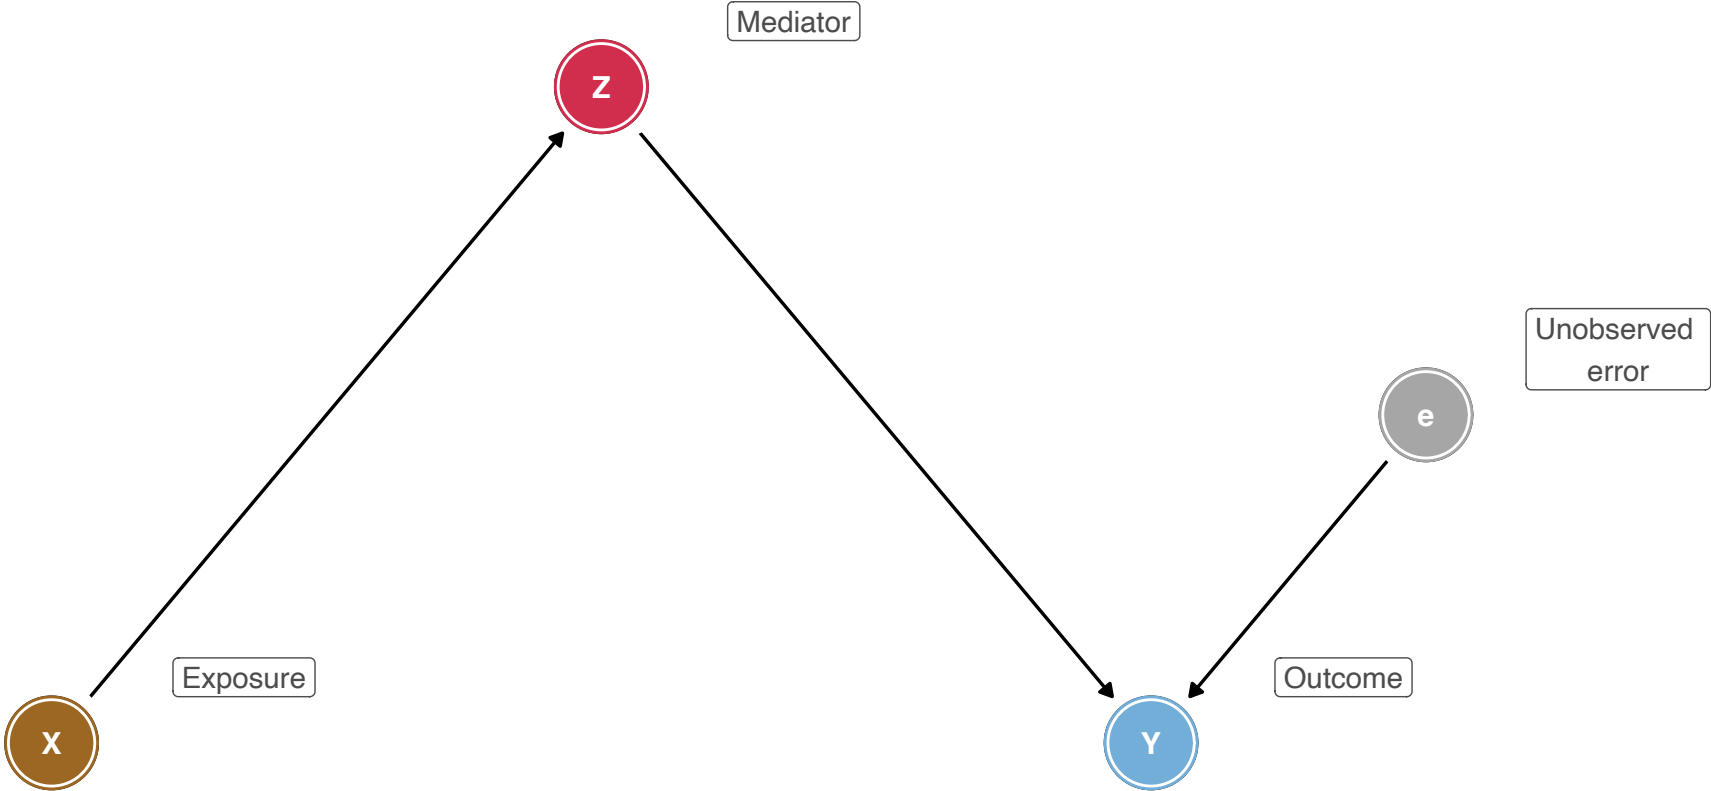 Mediator
Z
Unobserved
error
e
Exposure
Outcome
X
Y